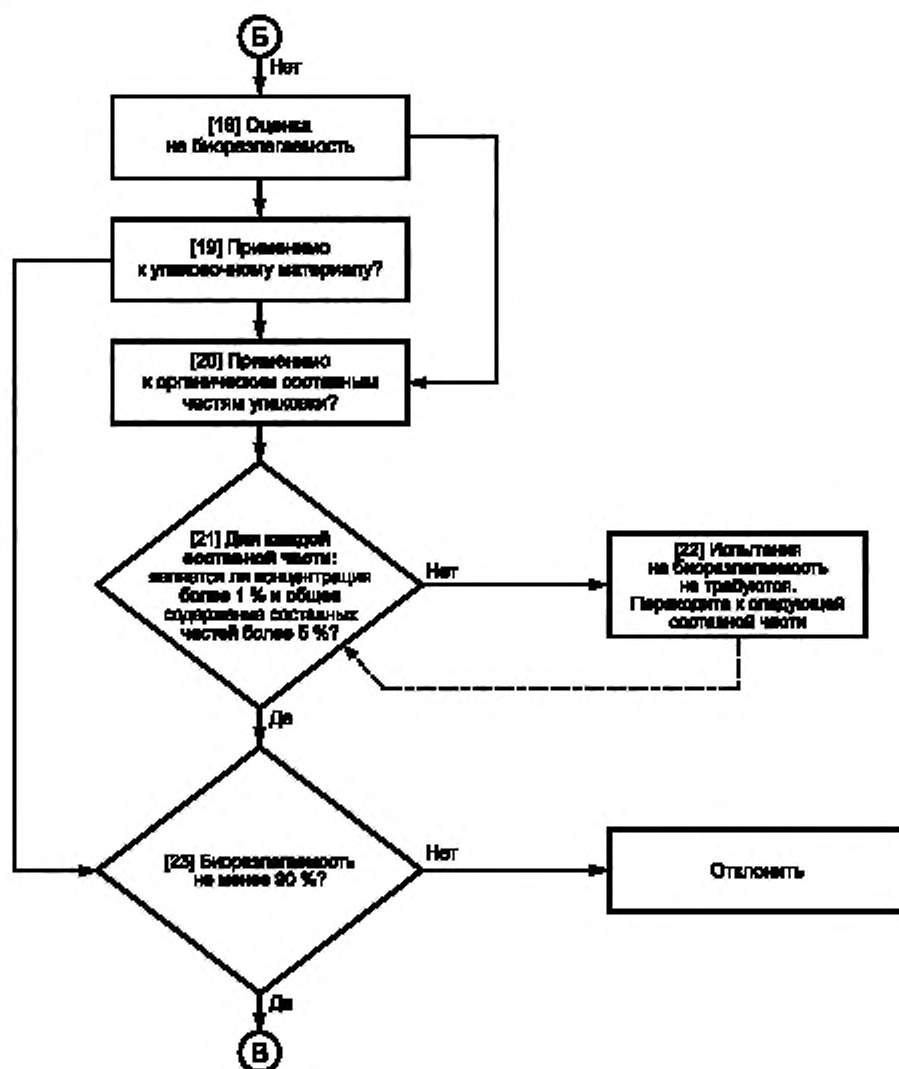 Б
Нет
[18] Оценка
на биоразлагаемость
[19] Применимо
к упаковочному материалу?
[20] Применимо
к органическим составным
частям упаковки?
[21] Для каждой
составной части:
является ли концентрация
более 1 % и общее
содержание составных
частей более 5 %?
Нет
[22] Испытания
на биоразлагаемость
не требуются.
Переходите к следующей
составной части
Да
[23] Биоразлагаемость
не менее 90 %?
Нет
Отклонить
Да
В